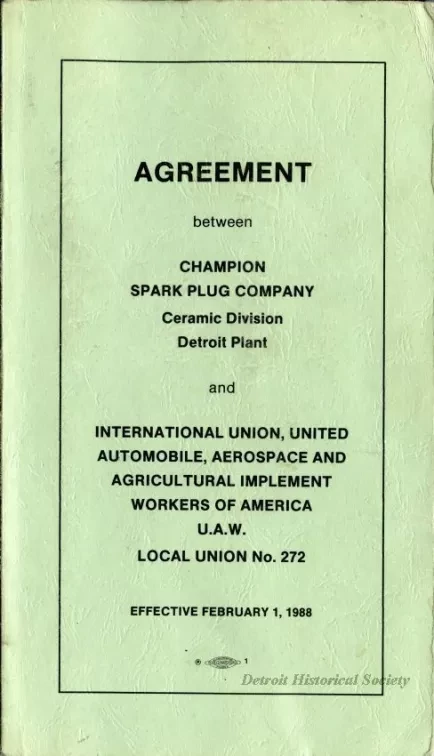 AGREEMENT
between
CHAMPION
SPARK PLUG COMPANY
Ceramic Division
Detroit Plant
and
INTERNATIONAL UNION, UNITED
AUTOMOBILE, AEROSPACE AND
AGRICULTURAL IMPLEMENT
WORKERS OF AMERICA
U.A.W.
LOCAL UNION No. 272
EFFECTIVE FEBRUARY 1, 1988
1
Detroit Historical Society